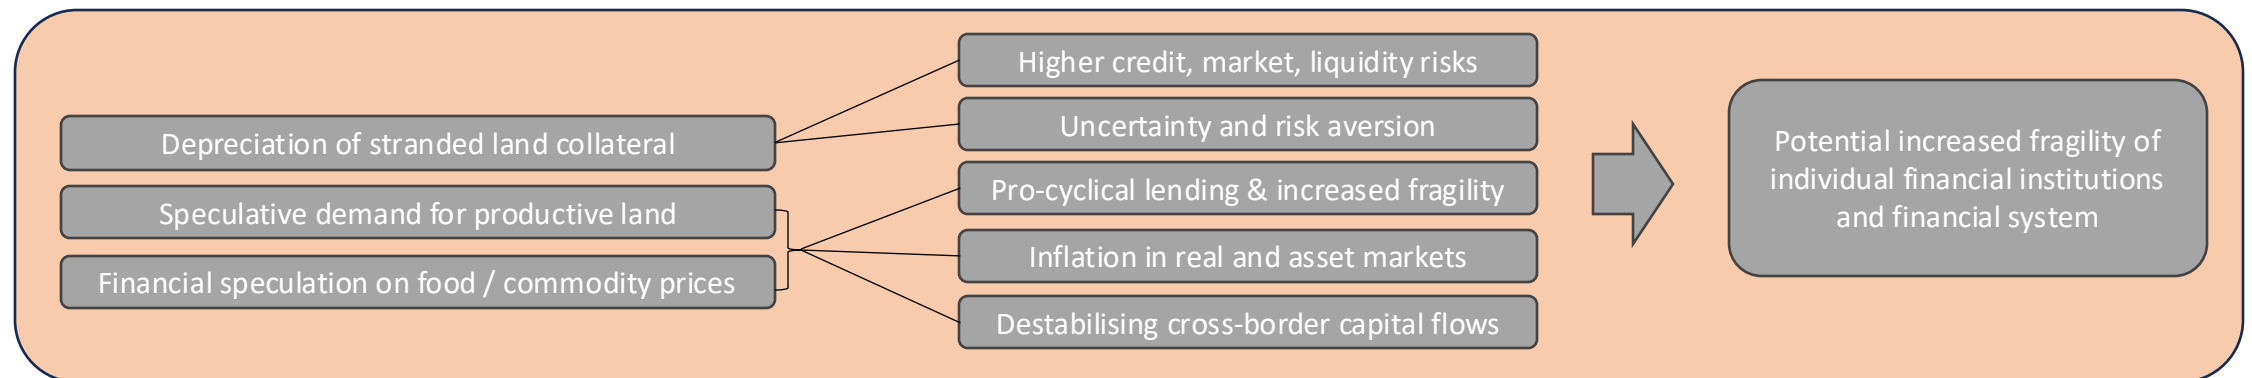 Depreciation of stranded land collateral
Speculative demand for productive land
Financial speculation on food / commodity prices
Higher credit, market, liquidity risks
Uncertainty and risk aversion
Pro-cyclical lending & increased fragility
Inflation in real and asset markets
Destabilising cross-border capital flows
Potential increased fragility of
individual financial institutions
and financial system